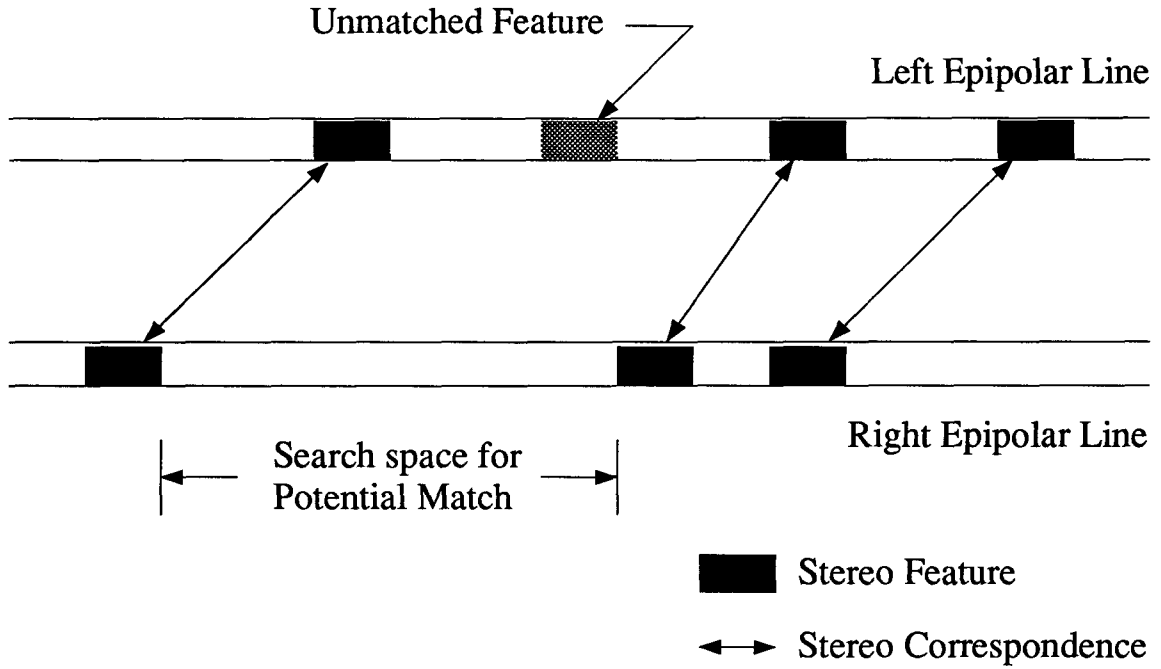 Unmatched Feature
Left Epipolar Line
Right Epipolar Line
Search space for
Potential Match
Stereo Feature
Stereo Correspondence